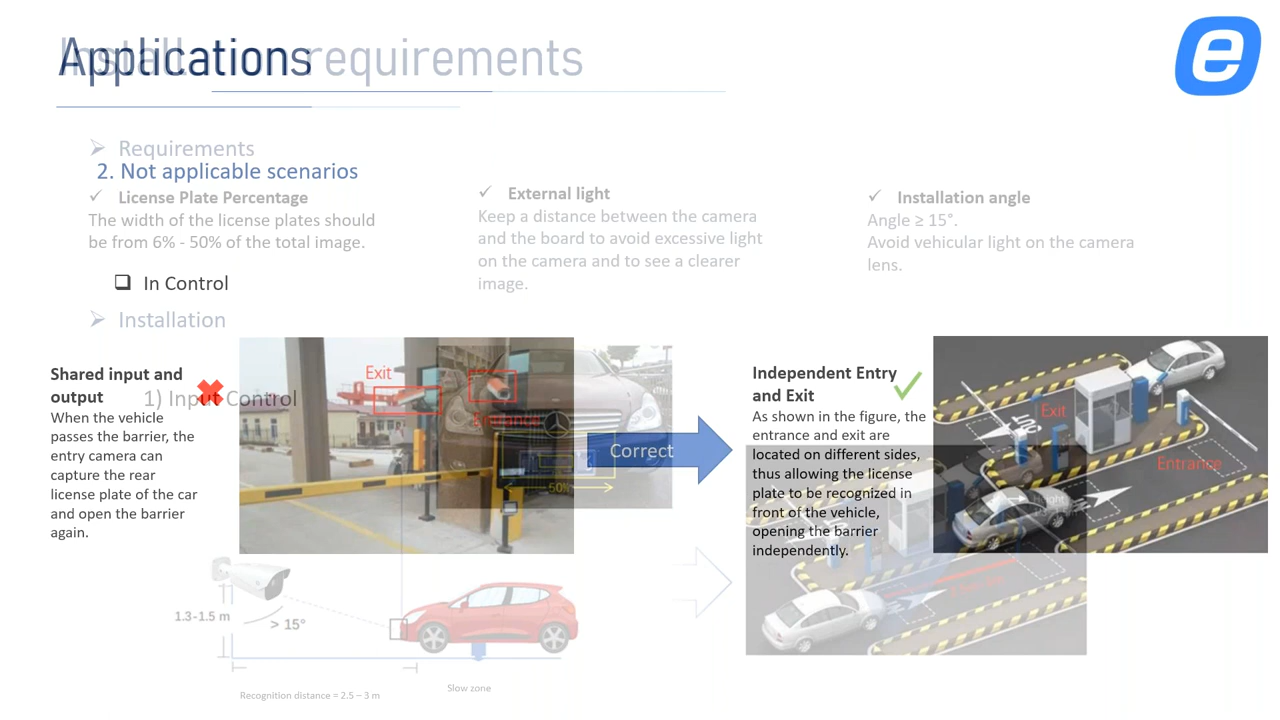 Applications
Installation requirements
Requirements
2. Not applicable scenarios
License Plate Percentage
The width of the license plates should
be from 6% - 50% of the total image.
External light
Keep a distance between the camera
and the board to avoid excessive light
on the camera and to see a clearer
image.
Installation angle
Angle ≥ 15°.
Avoid vehicular light on the camera
lens.
In Control
Installation
1) Input Control
Shared input and
output
When the vehicle
passes the barrier, the
entry camera can
capture the rear
license plate of the car
and open the barrier
again.
Exit
Entrance
50%
Correct
Independent Entry
and Exit
As shown in the figure, the
entrance and exit are
located on different sides,
thus allowing the license
plate to be recognized in
front of the vehicle,
opening the barrier
independently.
Exit
OUT
Entrance
Height
1.3-1.5 m
> 15°
Recognition distance = 2.5 – 3 m
Slow zone
e